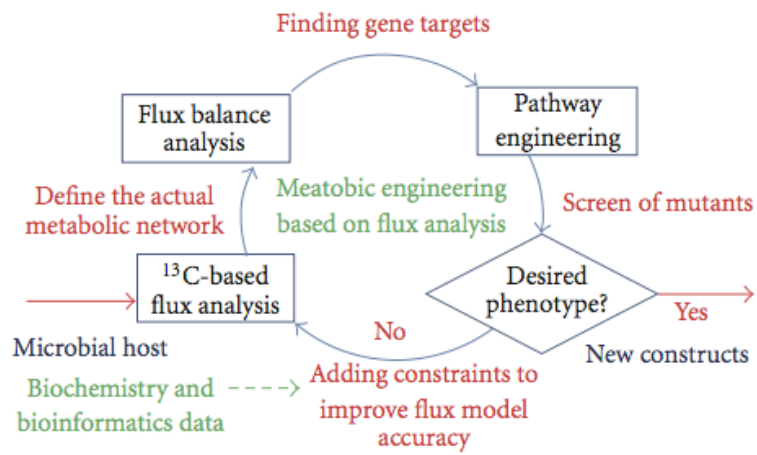 Finding gene targets
Flux balance
analysis
Pathway
engineering
Define the actual
metabolic network
Meatobic engineering
based on flux analysis
Screen of mutants
¹³C-based
flux analysis
Desired
phenotype?
Yes
No
Microbial host
New constructs
Biochemistry and
bioinformatics data
Adding constraints to
improve flux model
accuracy